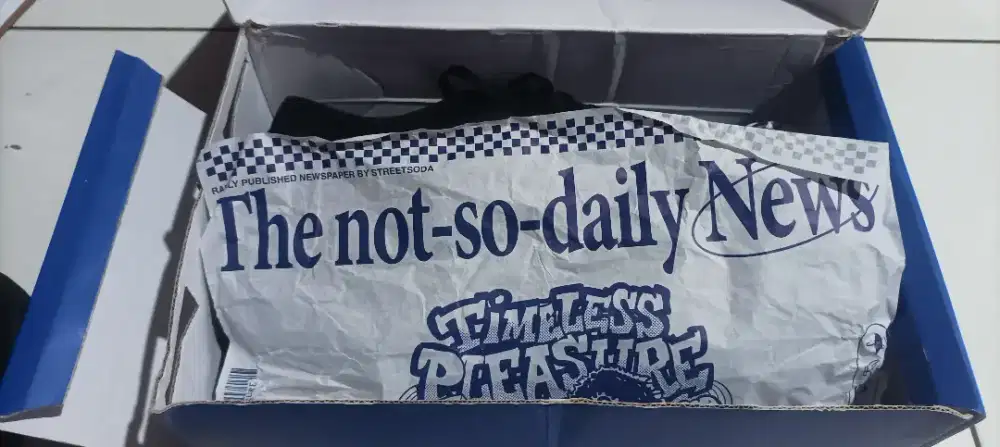 RARELY PUBLISHED NEWSPAPER BY STREETSODA
The not-so-daily News
TIMELESS
PLEASURE